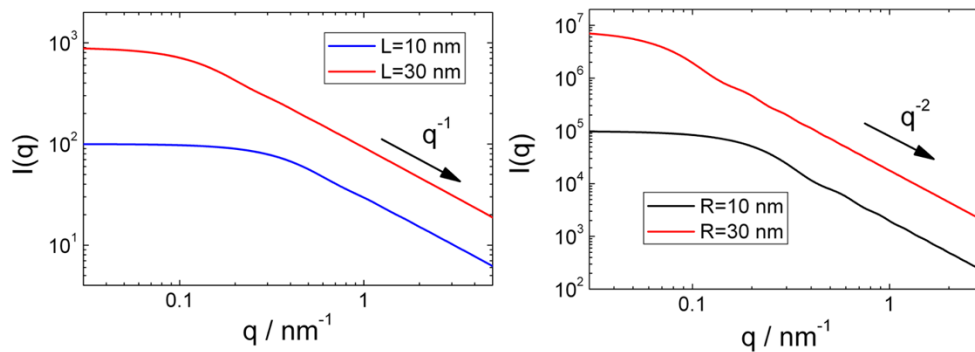 10³
10²
10¹
I(q)
L=10 nm
L=30 nm
q⁻¹
0.1
1
q / nm⁻¹
10⁷
10⁶
10⁵
10⁴
10³
10²
I(q)
q⁻²
R=10 nm
R=30 nm
0.1
1
q / nm⁻¹